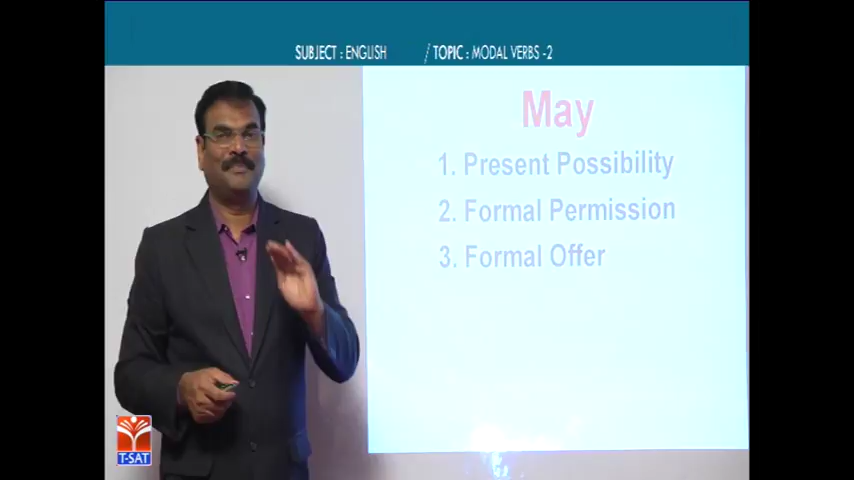 SUBJECT : ENGLISH / TOPIC : MODAL VERBS -2
May
1. Present Possibility
2. Formal Permission
3. Formal Offer
T-SAT